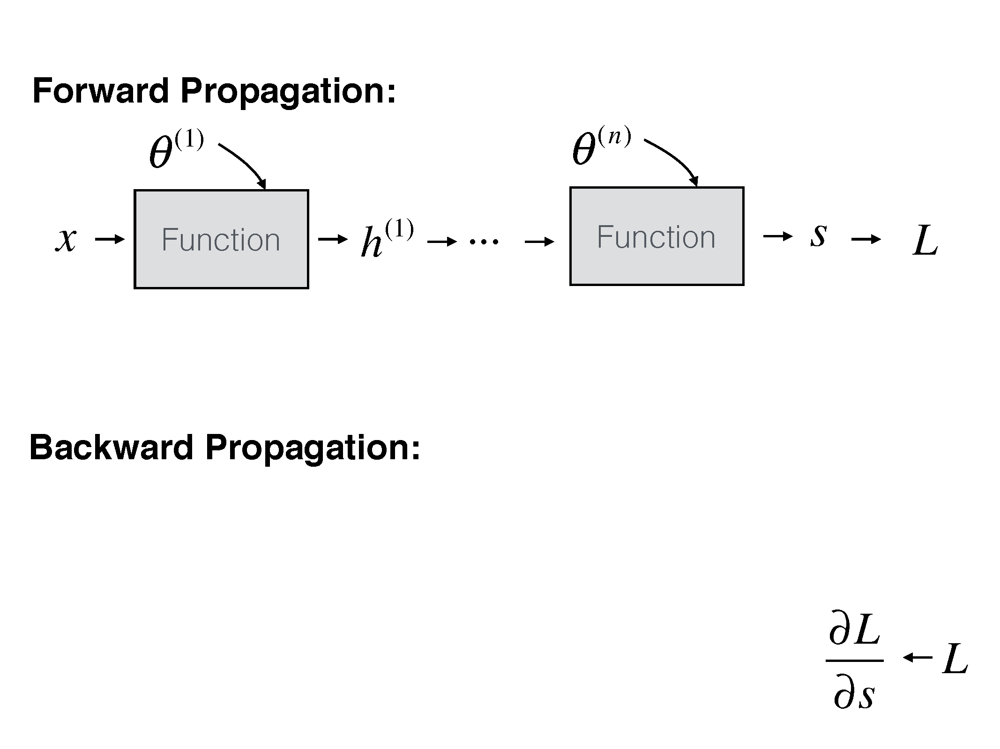 Forward Propagation:
θ⁽¹⁾ θ⁽ⁿ⁾
x → Function → h⁽¹⁾ → ··· → Function → s → L
Backward Propagation:
∂L
∂s
← L